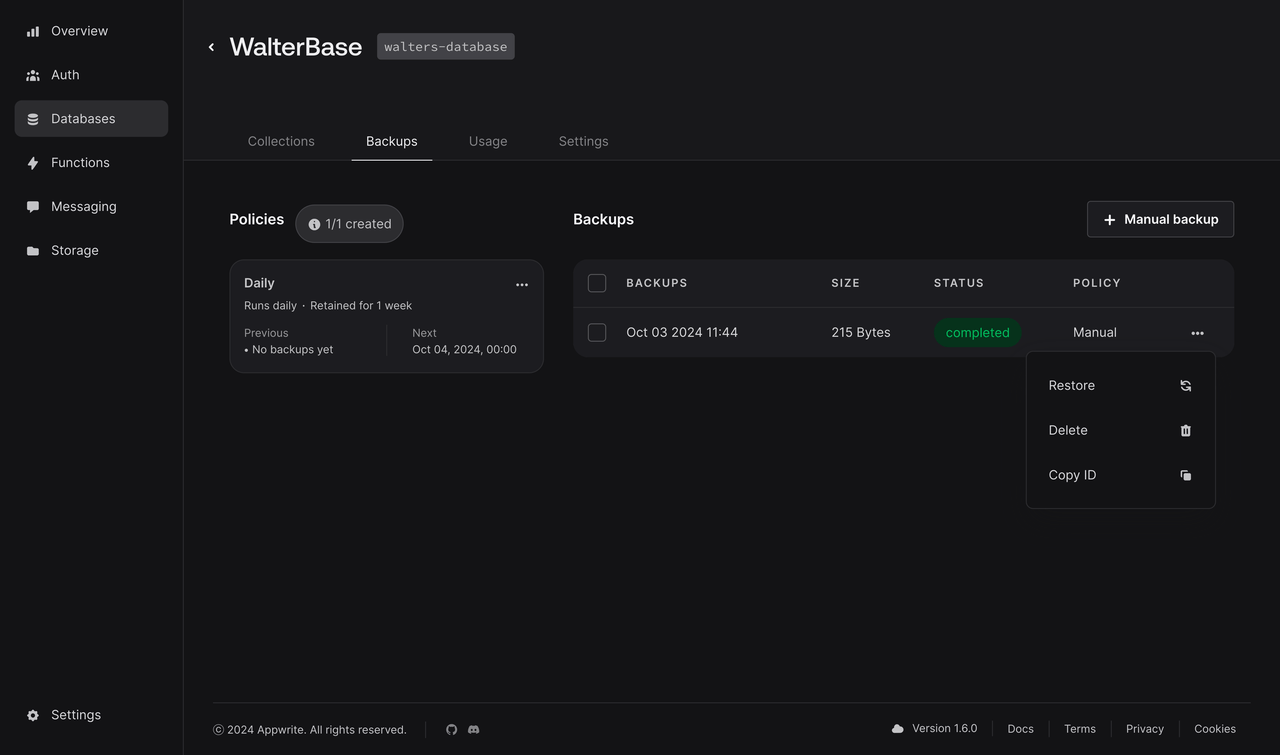 Overview
Auth
Databases
Functions
Messaging
Storage
Settings
WalterBase walters-database
Collections Backups Usage Settings
Policies 1/1 created
Daily
Runs daily · Retained for 1 week
Previous Next
• No backups yet Oct 04, 2024, 00:00
Backups Manual backup
BACKUPS SIZE STATUS POLICY
Oct 03 2024 11:44 215 Bytes completed Manual
Restore
Delete
Copy ID
© 2024 Appwrite. All rights reserved. Version 1.6.0 Docs Terms Privacy Cookies